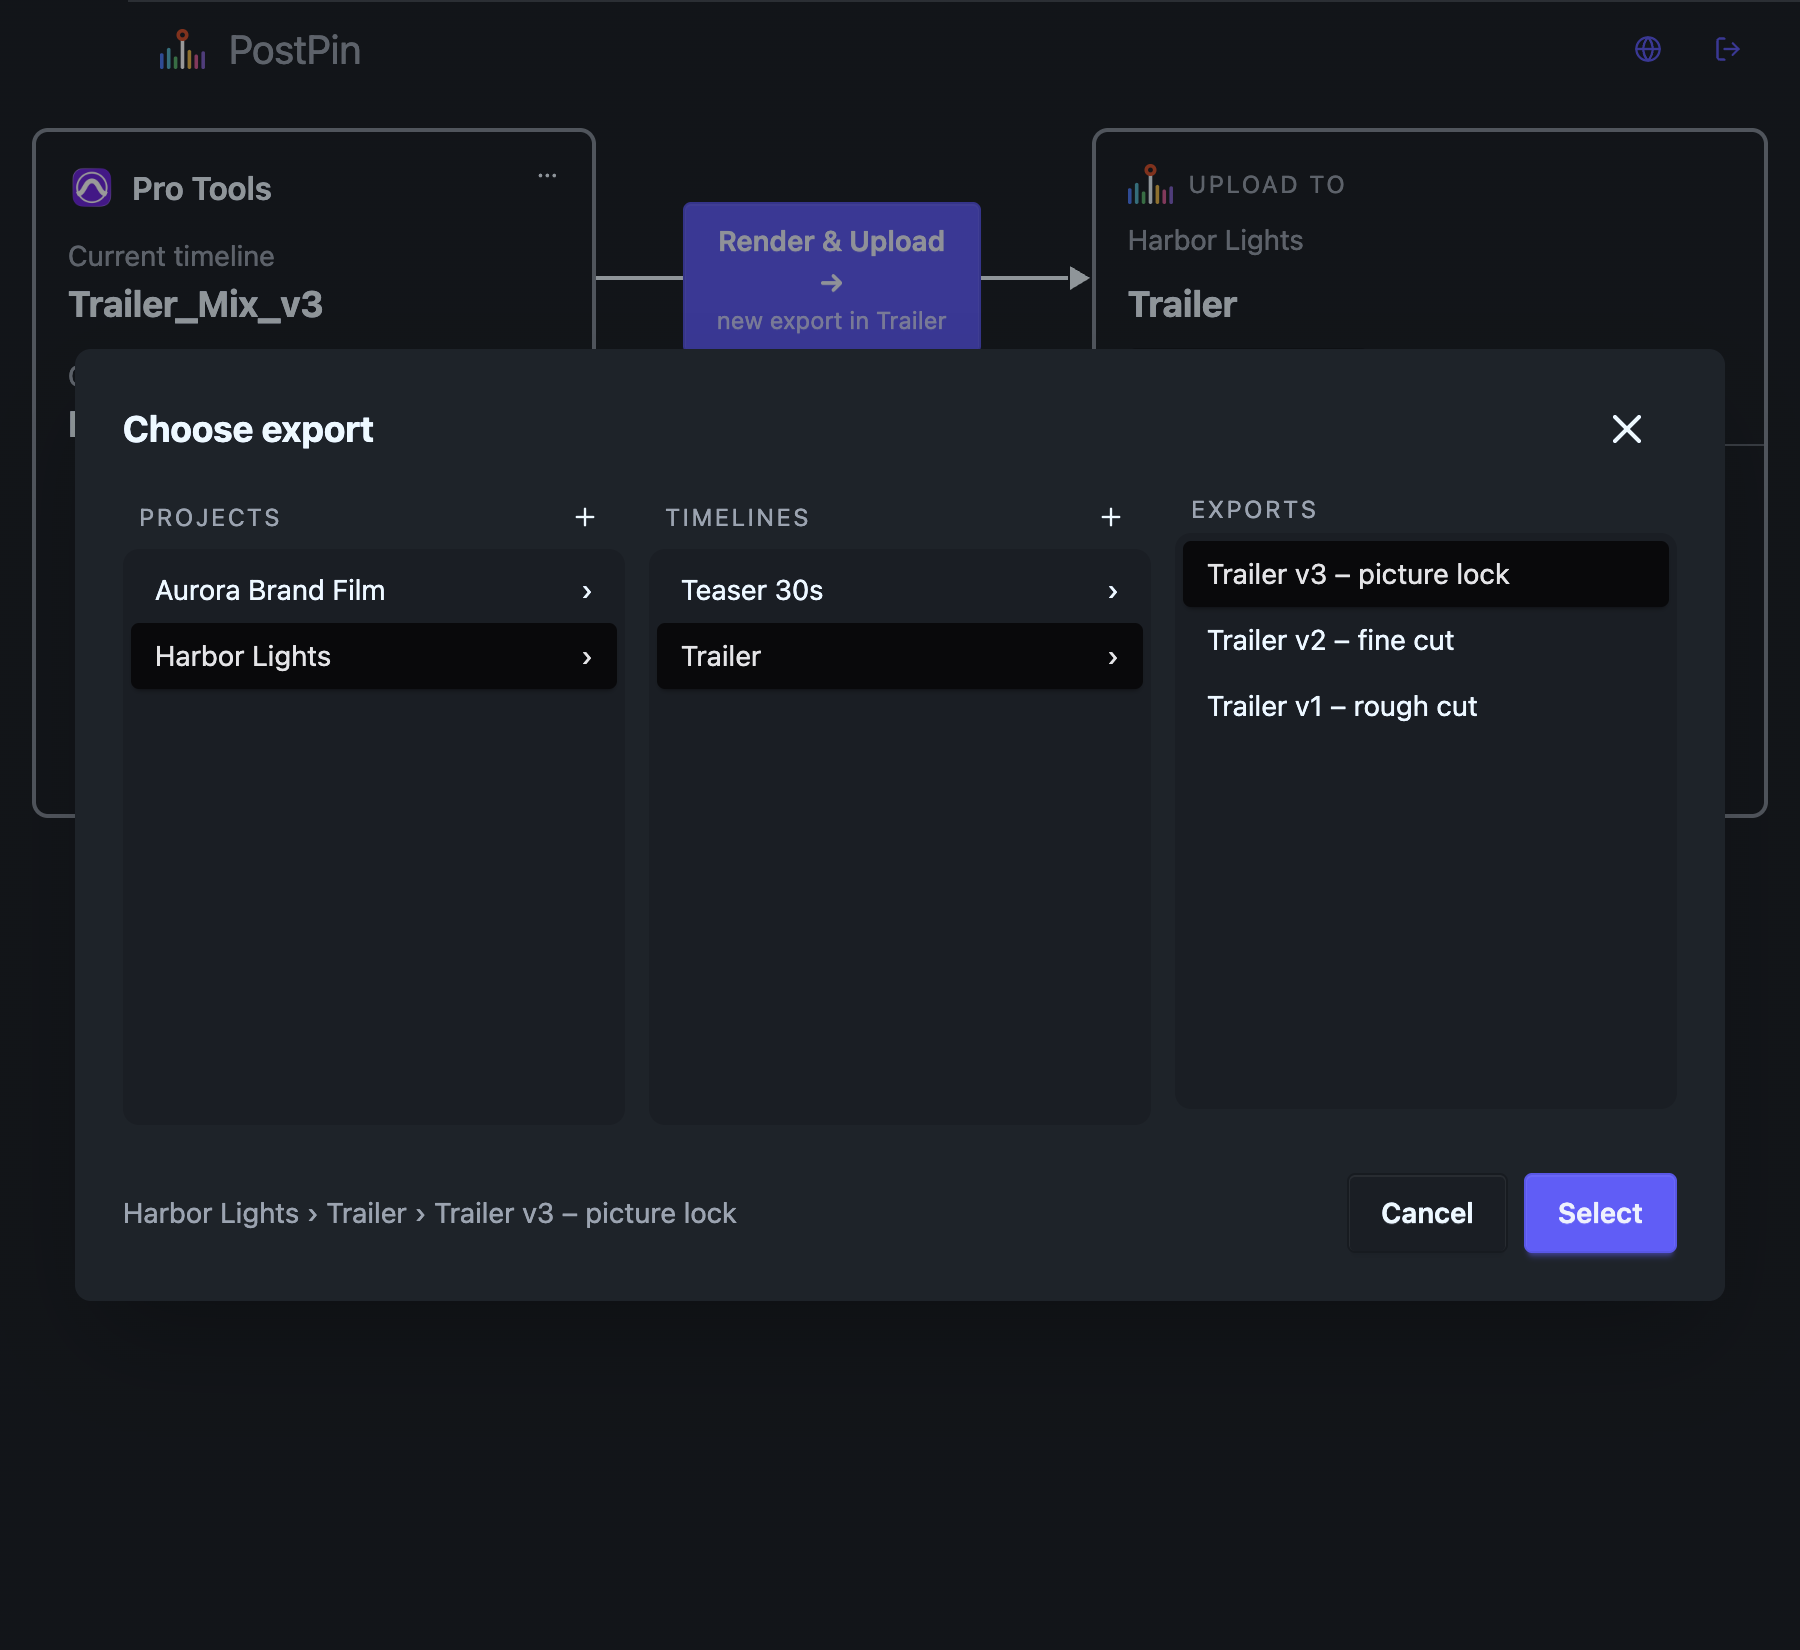 PostPin
Pro Tools
...
Current timeline
Trailer_Mix_v3
Render & Upload
→
new export in Trailer
UPLOAD TO
Harbor Lights
Trailer
Choose export
PROJECTS +
Aurora Brand Film ›
Harbor Lights ›
TIMELINES +
Teaser 30s ›
Trailer ›
EXPORTS
Trailer v3 – picture lock
Trailer v2 – fine cut
Trailer v1 – rough cut
Harbor Lights › Trailer › Trailer v3 – picture lock
Cancel
Select